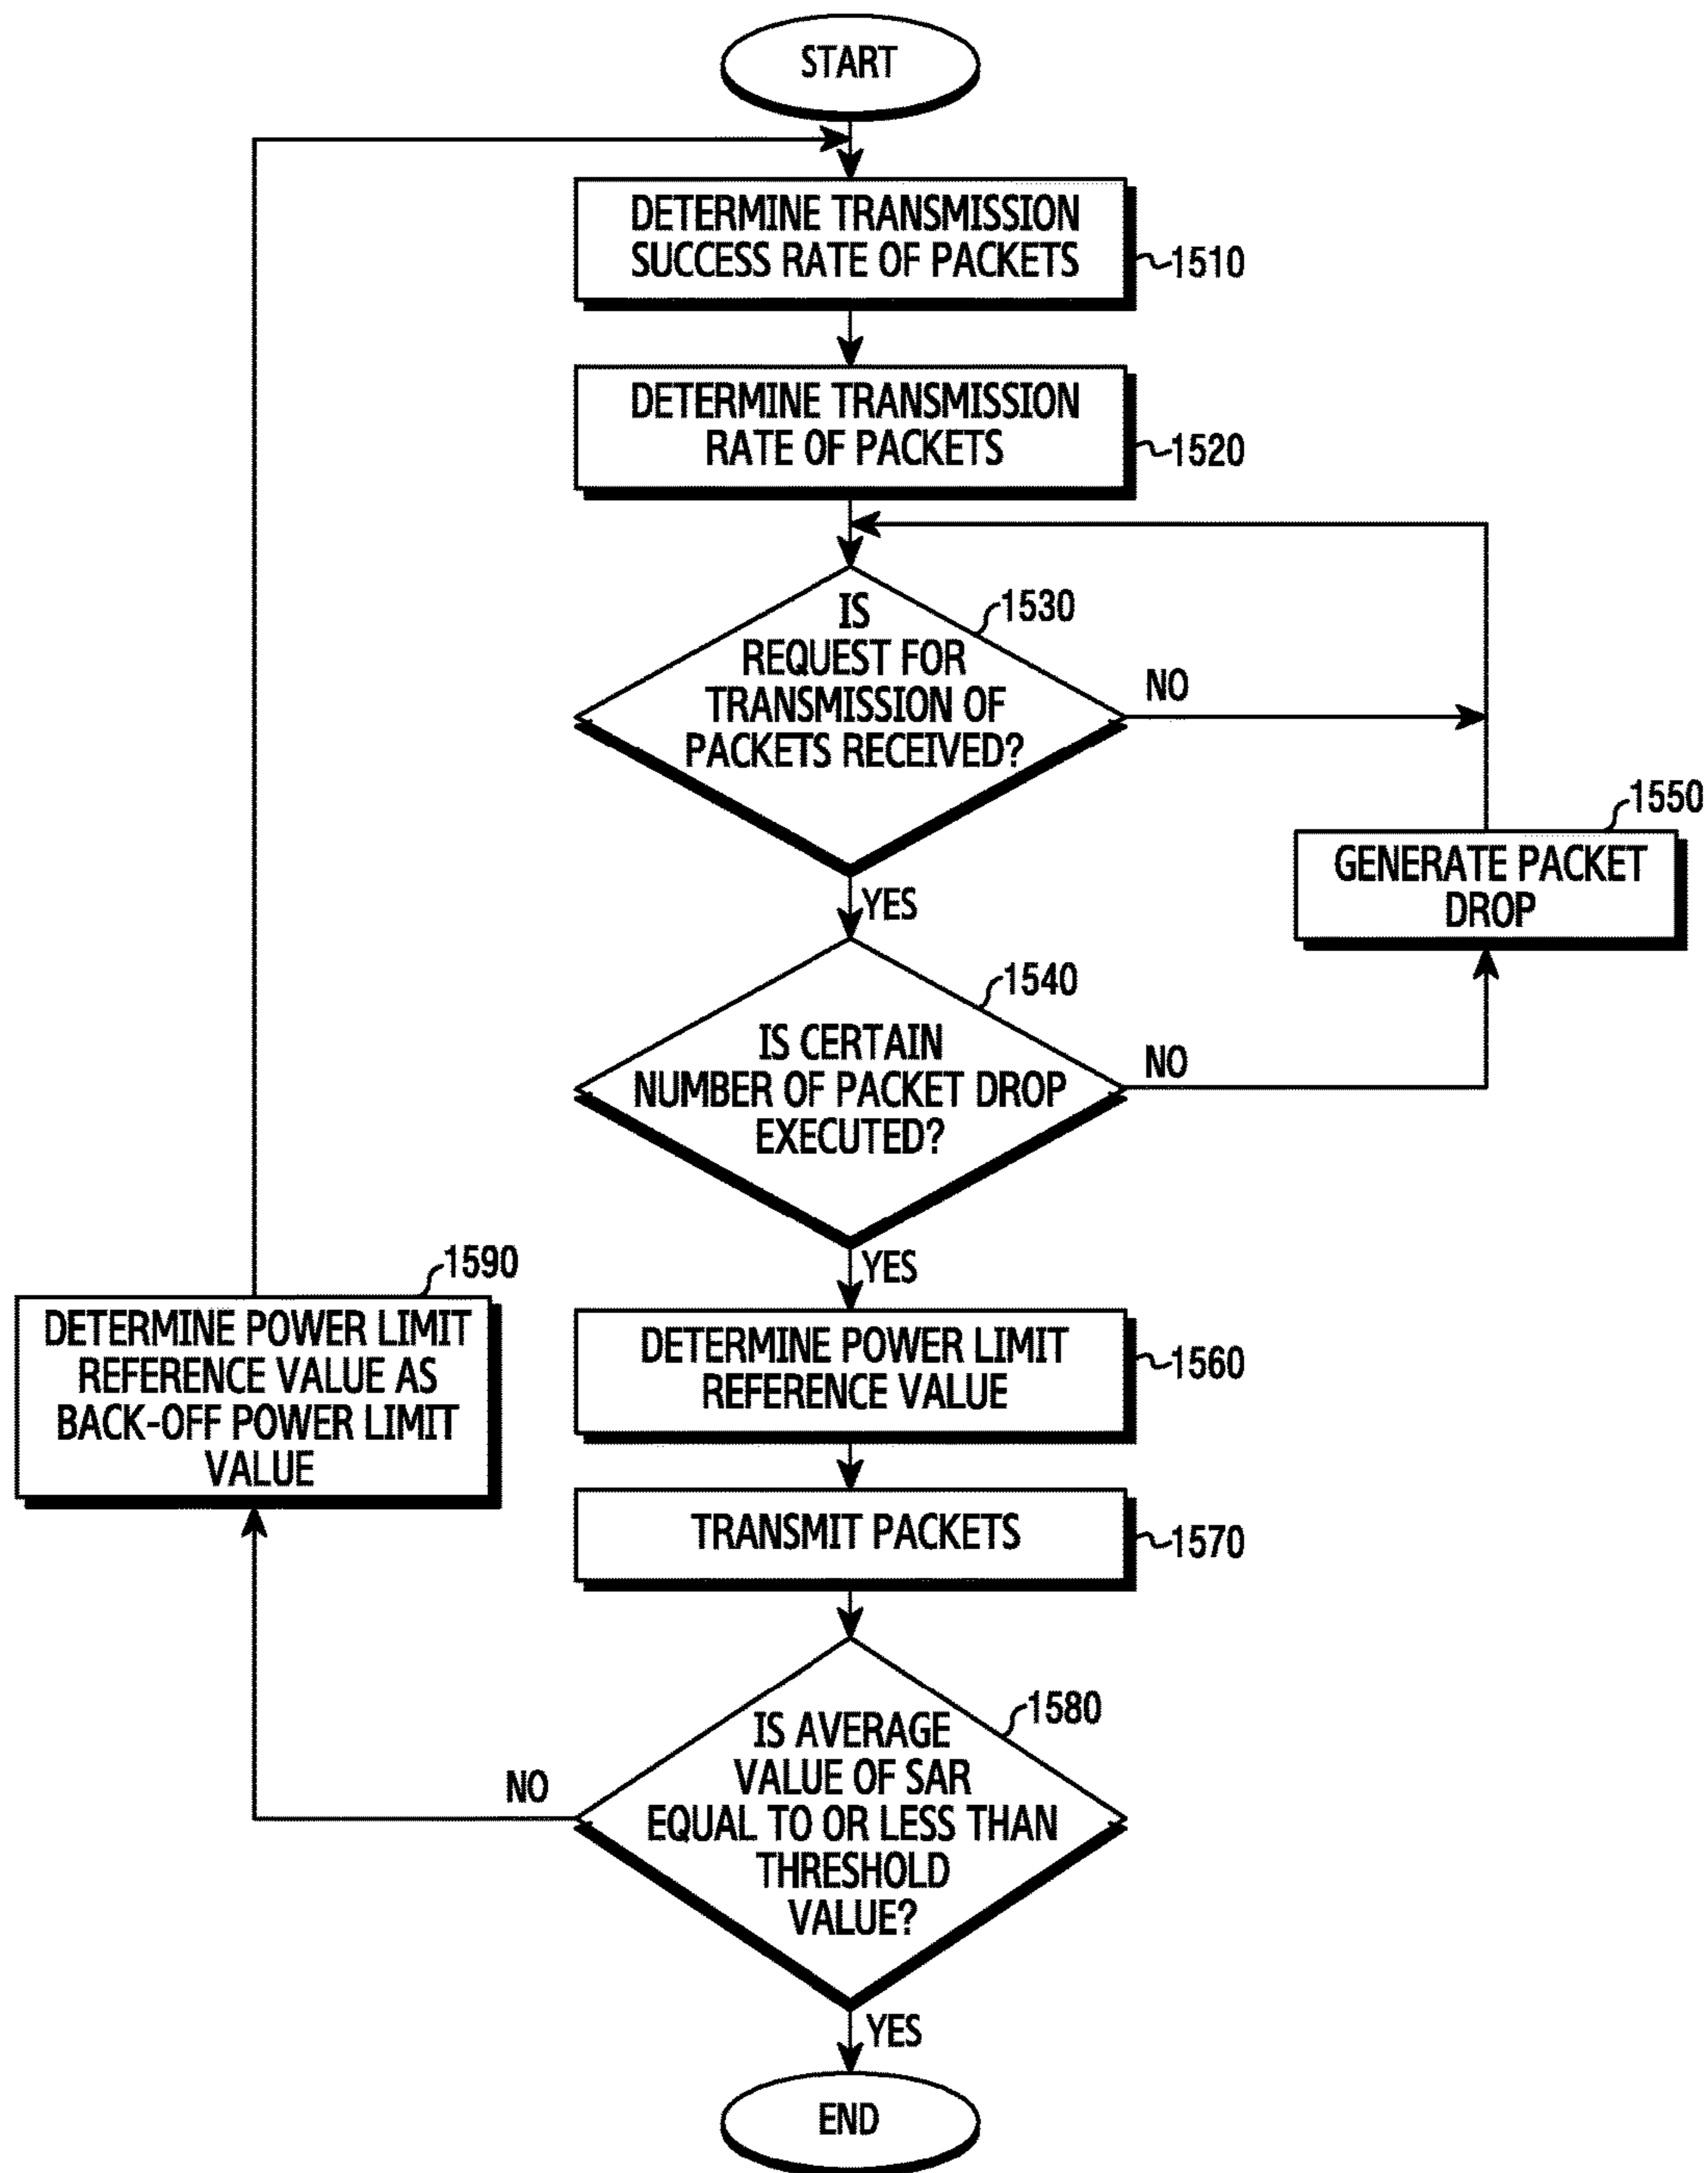 START
DETERMINE TRANSMISSION
SUCCESS RATE OF PACKETS
1510
DETERMINE TRANSMISSION
RATE OF PACKETS
1520
IS
REQUEST FOR
TRANSMISSION OF
PACKETS RECEIVED?
1530
NO
YES
1550
GENERATE PACKET
DROP
1540
IS CERTAIN
NUMBER OF PACKET DROP
EXECUTED?
NO
YES
1590
DETERMINE POWER LIMIT
REFERENCE VALUE AS
BACK-OFF POWER LIMIT
VALUE
DETERMINE POWER LIMIT
REFERENCE VALUE
1560
TRANSMIT PACKETS
1570
1580
IS AVERAGE
VALUE OF SAR
EQUAL TO OR LESS THAN
THRESHOLD
VALUE?
NO
YES
END